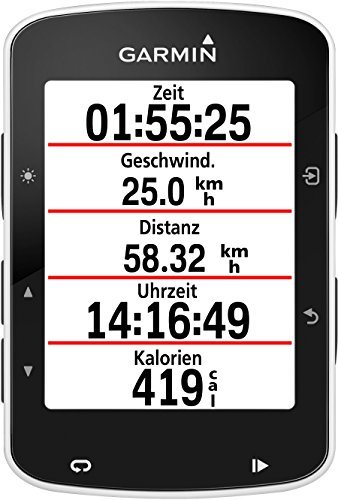 GARMIN
Zeit
01:55:25
Geschwind.
25.0 km h
Distanz
58.32 km h
Uhrzeit
14:16:49
Kalorien
419 cal